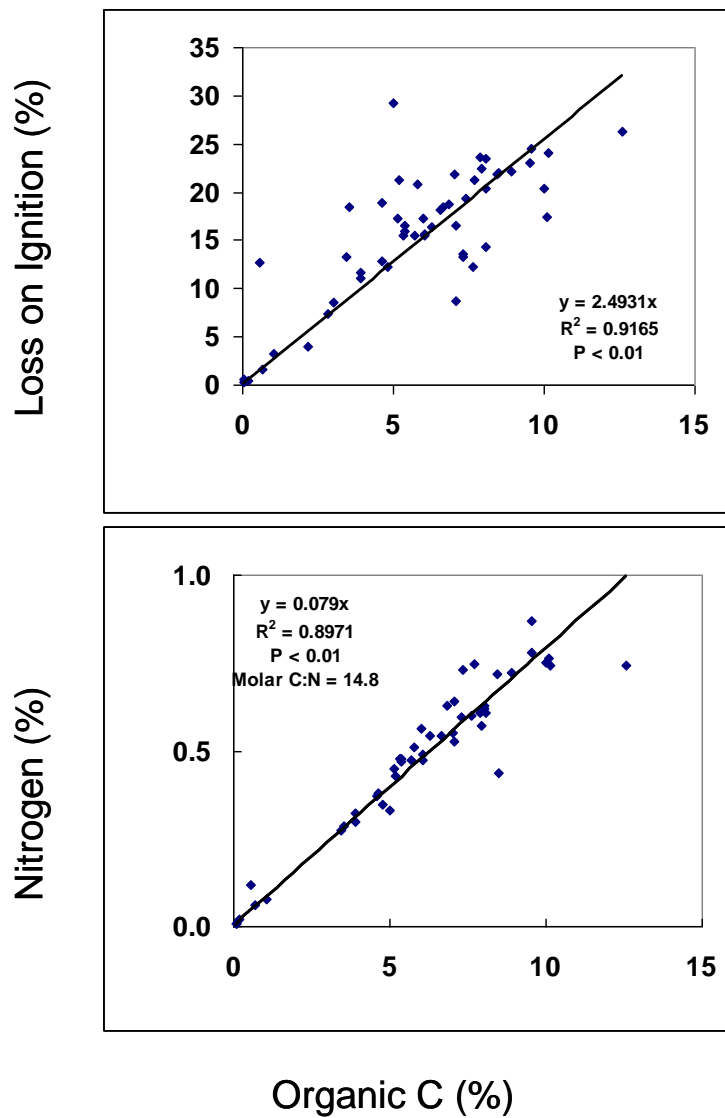 Loss on Ignition (%)
35
30
25
20
15
10
5
0
y = 2.4931x
R² = 0.9165
P < 0.01
0 5 10 15
Nitrogen (%)
1.0
0.5
0.0
y = 0.079x
R² = 0.8971
P < 0.01
Molar C:N = 14.8
0 5 10 15
Organic C (%)